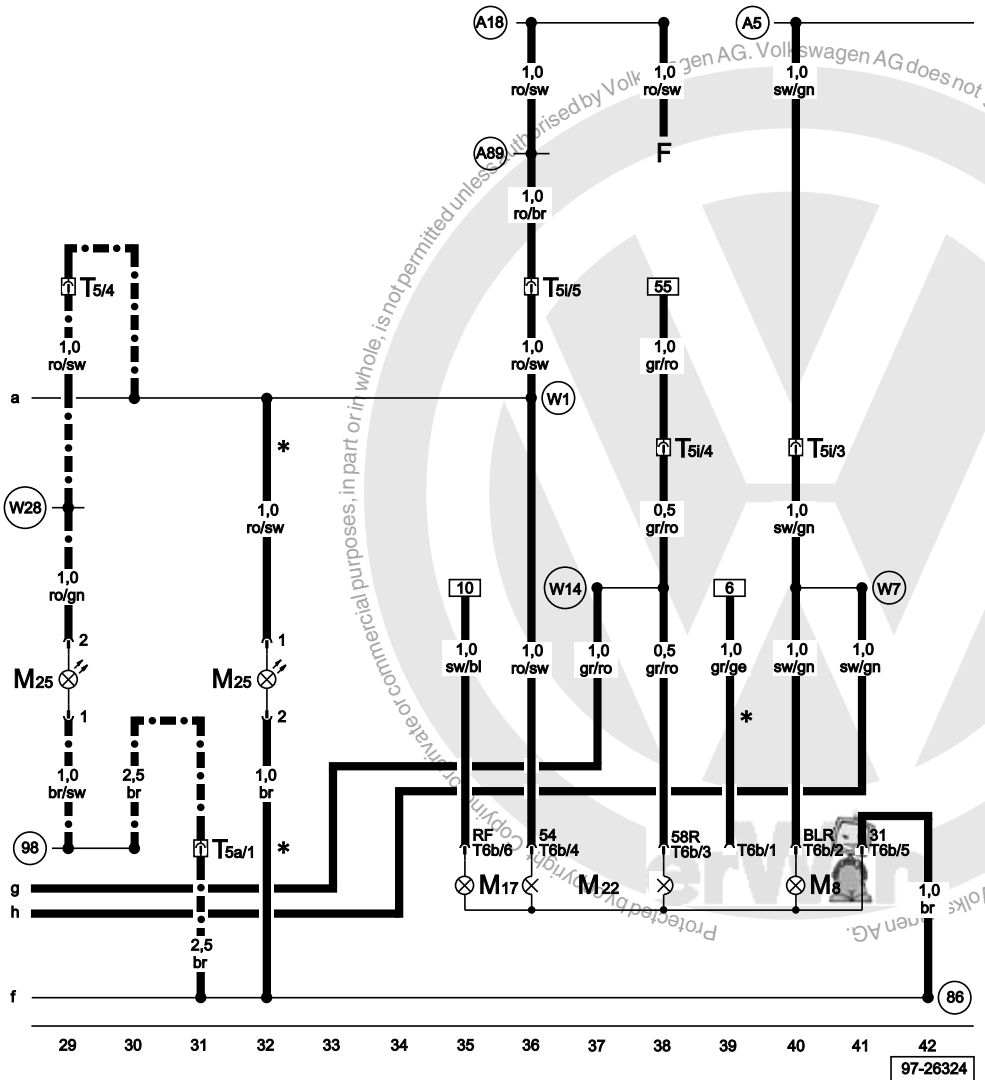 A18
A5
1,0
ro/sw
1,0
ro/sw
1,0
sw/gn
A89
F
1,0
ro/br
T5/4
T5i/5
55
1,0
ro/sw
1,0
ro/sw
1,0
gr/ro
a
W1
*
T5i/4
T5i/3
W28
1,0
ro/sw
0,5
gr/ro
1,0
sw/gn
1,0
ro/gn
10
W14
6
W7
2
1
1,0
sw/bl
1,0
ro/sw
1,0
gr/ro
0,5
gr/ro
1,0
gr/ge
1,0
sw/gn
1,0
sw/gn
M25
M25
1
2
*
1,0
br/sw
2,5
br
1,0
br
98
T5a/1
*
RF
T6b/6
54
T6b/4
58R
T6b/3
T6b/1
BLR
T6b/2
31
T6b/5
g
M17
M22
M8
1,0
br
h
2,5
br
f
86
29 30 31 32 33 34 35 36 37 38 39 40 41 42
97-26324
Protected by Copyright. Copying for private or commercial purposes, in part or in whole, is not permitted unless authorised by Volkswagen AG. Volkswagen AG does not